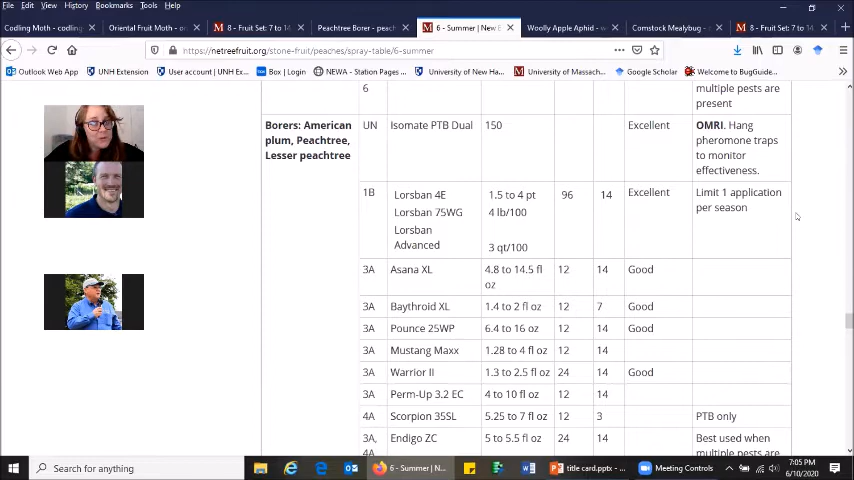 File Edit View History Bookmarks Tools Help
Codling Moth - codling Oriental Fruit Moth - ori 8 - Fruit Set: 7 to 14 Peachtree Borer - peach 6 - Summer | New E Woolly Apple Aphid - w Comstock Mealybug - 8 - Fruit Set: 7 to 14
https://netreefruit.org/stone-fruit/peaches/spray-table/6-summer
Outlook Web App UNH Extension User account | UNH Ex... Box | Login NEWA - Station Pages ... University of New Ha... University of Massach... Google Scholar Welcome to BugGuide...
6 multiple pests are
present
Borers: American UN Isomate PTB Dual 150 Excellent OMRI. Hang
plum, Peachtree, pheromone traps
Lesser peachtree to monitor
effectiveness.
1B Lorsban 4E 1.5 to 4 pt 96 14 Excellent Limit 1 application
Lorsban 75WG 4 lb/100 per season
Lorsban
Advanced 3 qt/100
3A Asana XL 4.8 to 14.5 fl 12 14 Good
oz
3A Baythroid XL 1.4 to 2 fl oz 12 7 Good
3A Pounce 25WP 6.4 to 16 oz 12 14 Good
3A Mustang Maxx 1.28 to 4 fl oz 12 14
3A Warrior II 1.3 to 2.5 fl oz 24 14 Good
3A Perm-Up 3.2 EC 4 to 10 fl oz 12 14
4A Scorpion 35SL 5.25 to 7 fl oz 12 3 PTB only
3A, Endigo ZC 5 to 5.5 fl oz 24 14 Best used when
4A multiple pests are
Search for anything 6 - Summer | N... title card.pptx - ... Meeting Controls 7:05 PM
6/10/2020